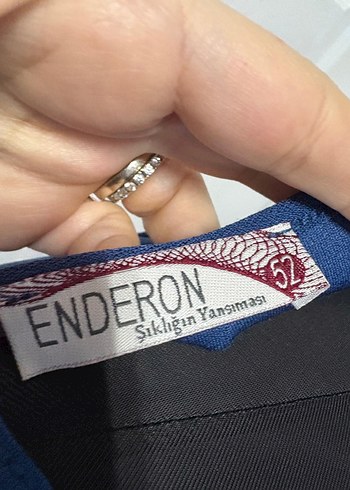 ENDERON
Şıklığın Yansıması
52